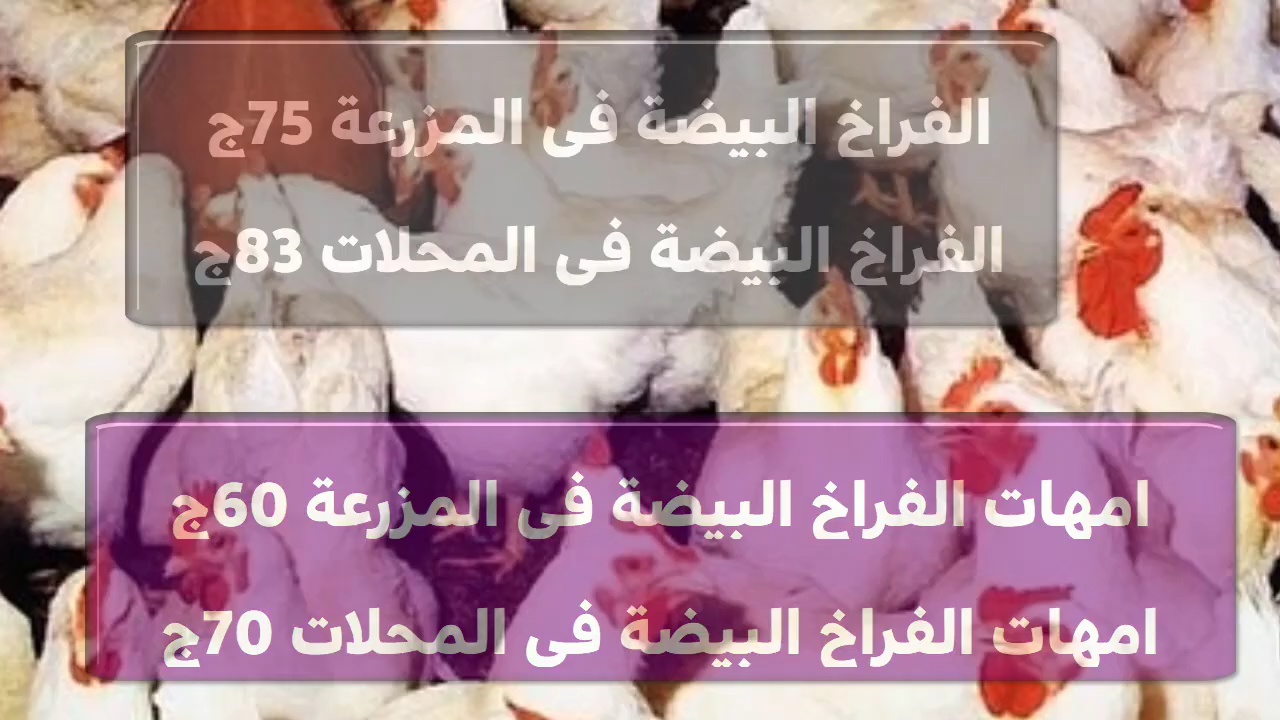 الفراخ البيضة فى المزرعة 75ج
الفراخ البيضة فى المحلات 83ج
امهات الفراخ البيضة فى المزرعة 60ج
امهات الفراخ البيضة فى المحلات 70ج